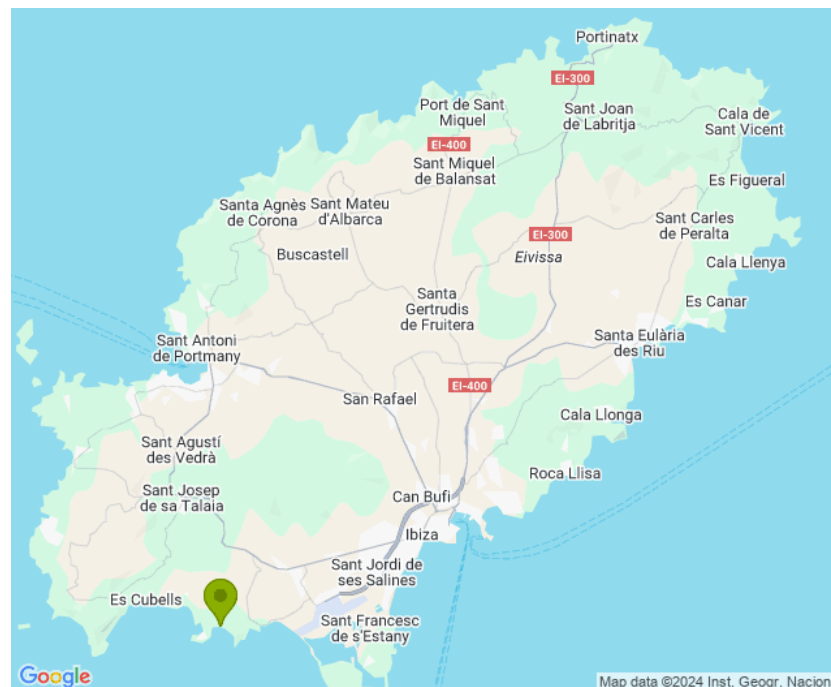 Portinatx
EI-300
Port de Sant
Miquel
Sant Joan
de Labritja
Cala de
Sant Vicent
EI-400
Sant Miquel
de Balansat
Es Figueral
Santa Agnès
de Corona
Sant Mateu
d'Albarca
Sant Carles
de Peralta
EI-300
Buscastell
Eivissa
Cala Llenya
Santa
Gertrudis
de Fruitera
Es Canar
Sant Antoni
de Portmany
Santa Eulària
des Riu
EI-400
San Rafael
Cala Llonga
Sant Agustí
des Vedrà
Roca Llisa
Sant Josep
de sa Talaia
Can Bufi
Ibiza
Sant Jordi de
ses Salines
Es Cubells
Sant Francesc
de s'Estany
Google
Map data ©2024 Inst. Geogr. Nacion